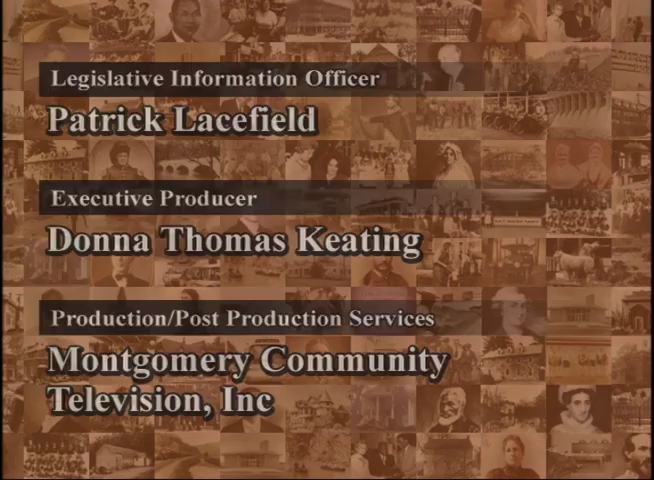 Legislative Information Officer
Patrick Lacefield
Executive Producer
Donna Thomas Keating
Production/Post Production Services
Montgomery Community
Television, Inc